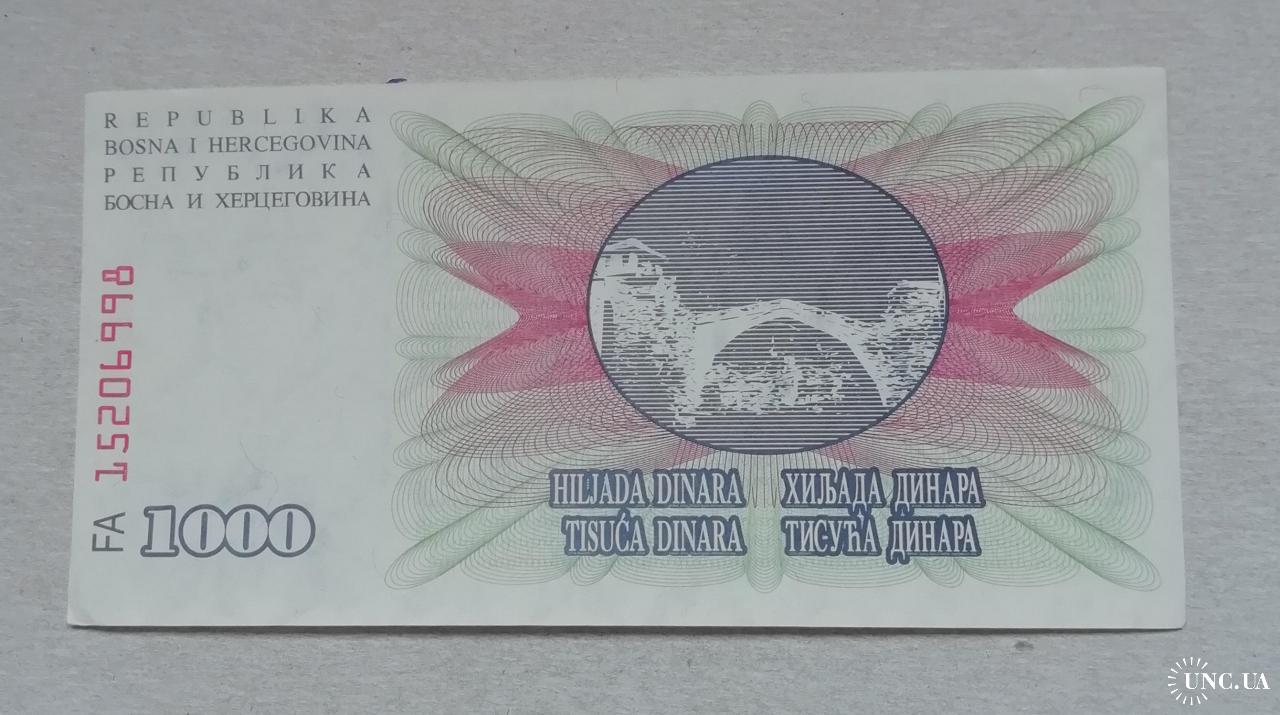 REPUBLIKA
BOSNA I HERCEGOVINA
РЕПУБЛИКА
БОСНА И ХЕРЦЕГОВИНА
FA 15206998
1000
HILJADA DINARA ХИЉАДА ДИНАРА
TISUĆA DINARA ТИСУЋА ДИНАРА
UNC.UA